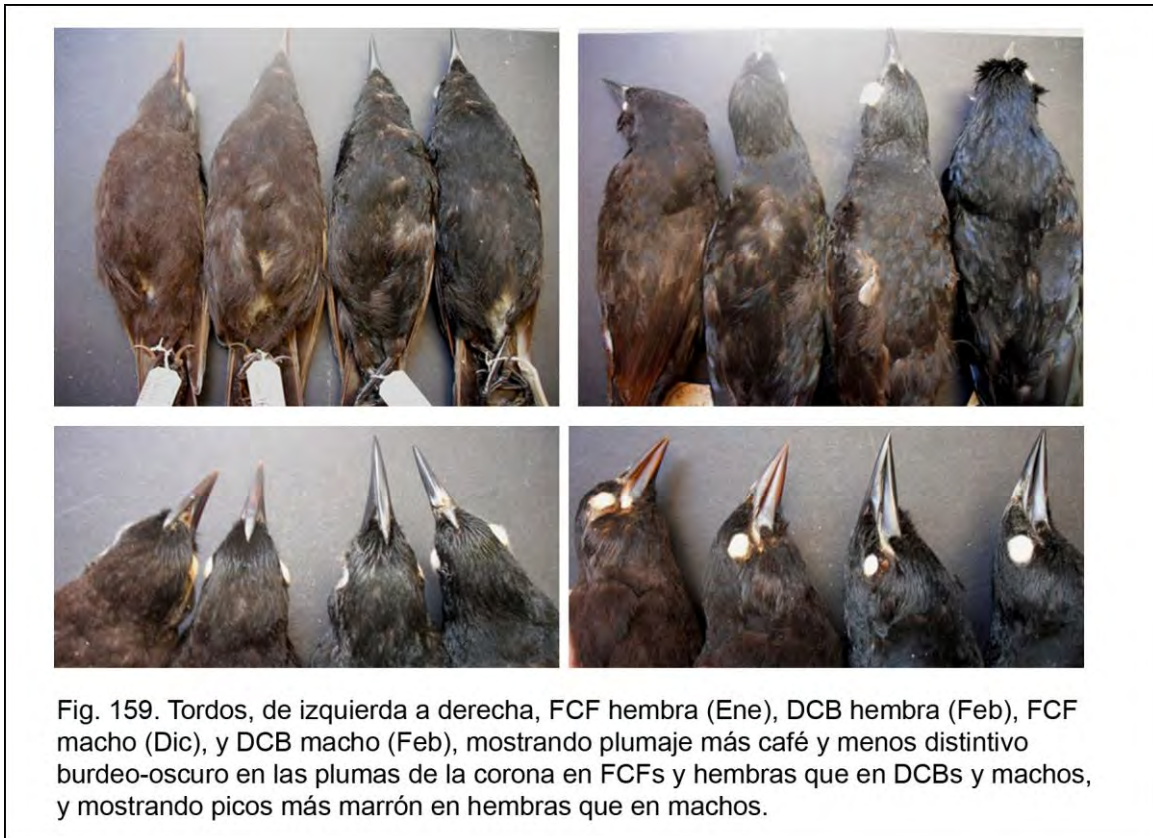 Fig. 159. Tordos, de izquierda a derecha, FCF hembra (Ene), DCB hembra (Feb), FCF
macho (Dic), y DCB macho (Feb), mostrando plumaje más café y menos distintivo
burdeo-oscuro en las plumas de la corona en FCFs y hembras que en DCBs y machos,
y mostrando picos más marrón en hembras que en machos.